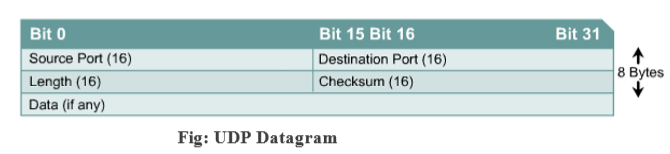 Bit 0 Bit 15 Bit 16 Bit 31
Source Port (16) Destination Port (16)
Length (16) Checksum (16)
8 Bytes
Data (if any)
Fig: UDP Datagram